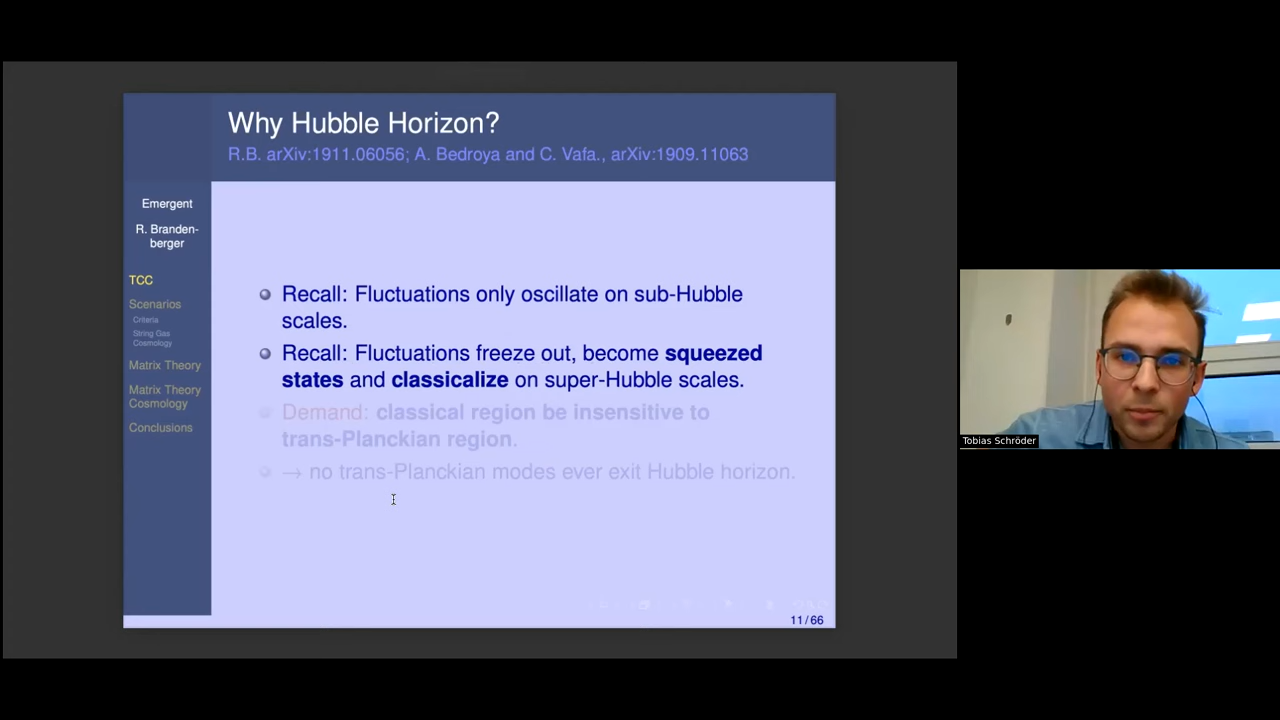 Why Hubble Horizon?
R.B. arXiv:1911.06056; A. Bedroya and C. Vafa., arXiv:1909.11063
Emergent
R. Branden-
berger
TCC
Scenarios
Criteria
String Gas
Cosmology
Matrix Theory
Matrix Theory
Cosmology
Conclusions
Recall: Fluctuations only oscillate on sub-Hubble
scales.
Recall: Fluctuations freeze out, become squeezed
states and classicalize on super-Hubble scales.
Demand: classical region be insensitive to
trans-Planckian region.
→ no trans-Planckian modes ever exit Hubble horizon.
11/66
Tobias Schröder